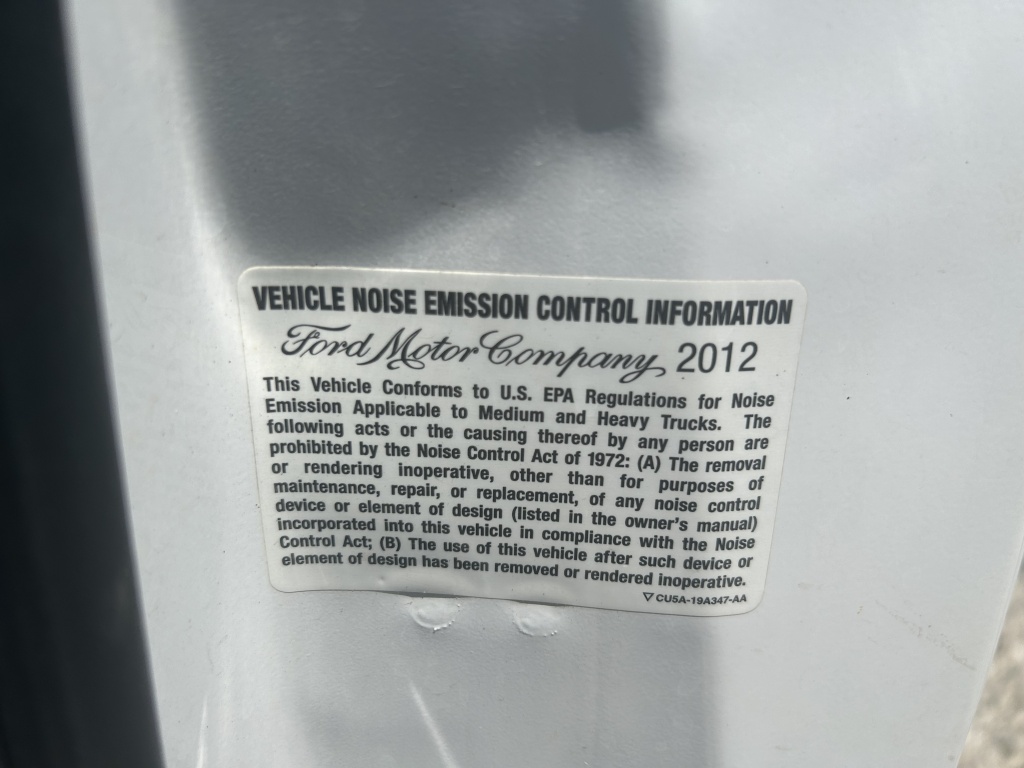 VEHICLE NOISE EMISSION CONTROL INFORMATION
Ford Motor Company 2012
This Vehicle Conforms to U.S. EPA Regulations for Noise
Emission Applicable to Medium and Heavy Trucks. The
following acts or the causing thereof by any person are
prohibited by the Noise Control Act of 1972: (A) The removal
or rendering inoperative, other than for purposes of
maintenance, repair, or replacement, of any noise control
device or element of design (listed in the owner's manual)
incorporated into this vehicle in compliance with the Noise
Control Act; (B) The use of this vehicle after such device or
element of design has been removed or rendered inoperative.
▽ CU5A-19A347-AA